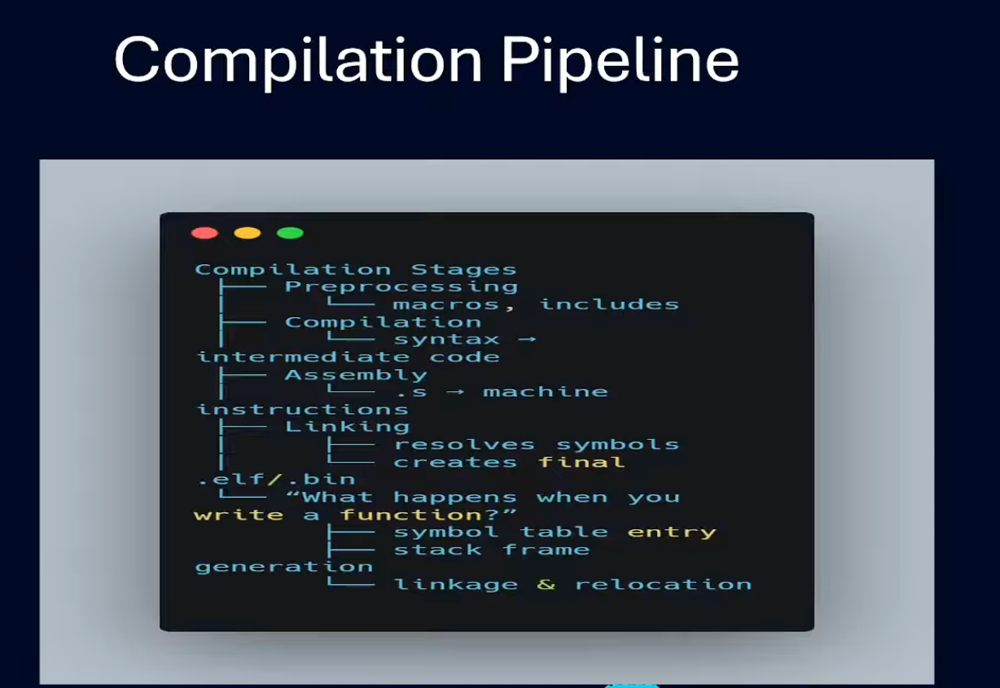 Compilation Pipeline
Compilation Stages
├── Preprocessing
│ └── macros, includes
├── Compilation
│ └── syntax →
intermediate code
├── Assembly
│ └── .s → machine
instructions
├── Linking
│ ├── resolves symbols
│ └── creates final
.elf/.bin
└── “What happens when you
write a function?”
├── symbol table entry
├── stack frame
generation
└── linkage & relocation